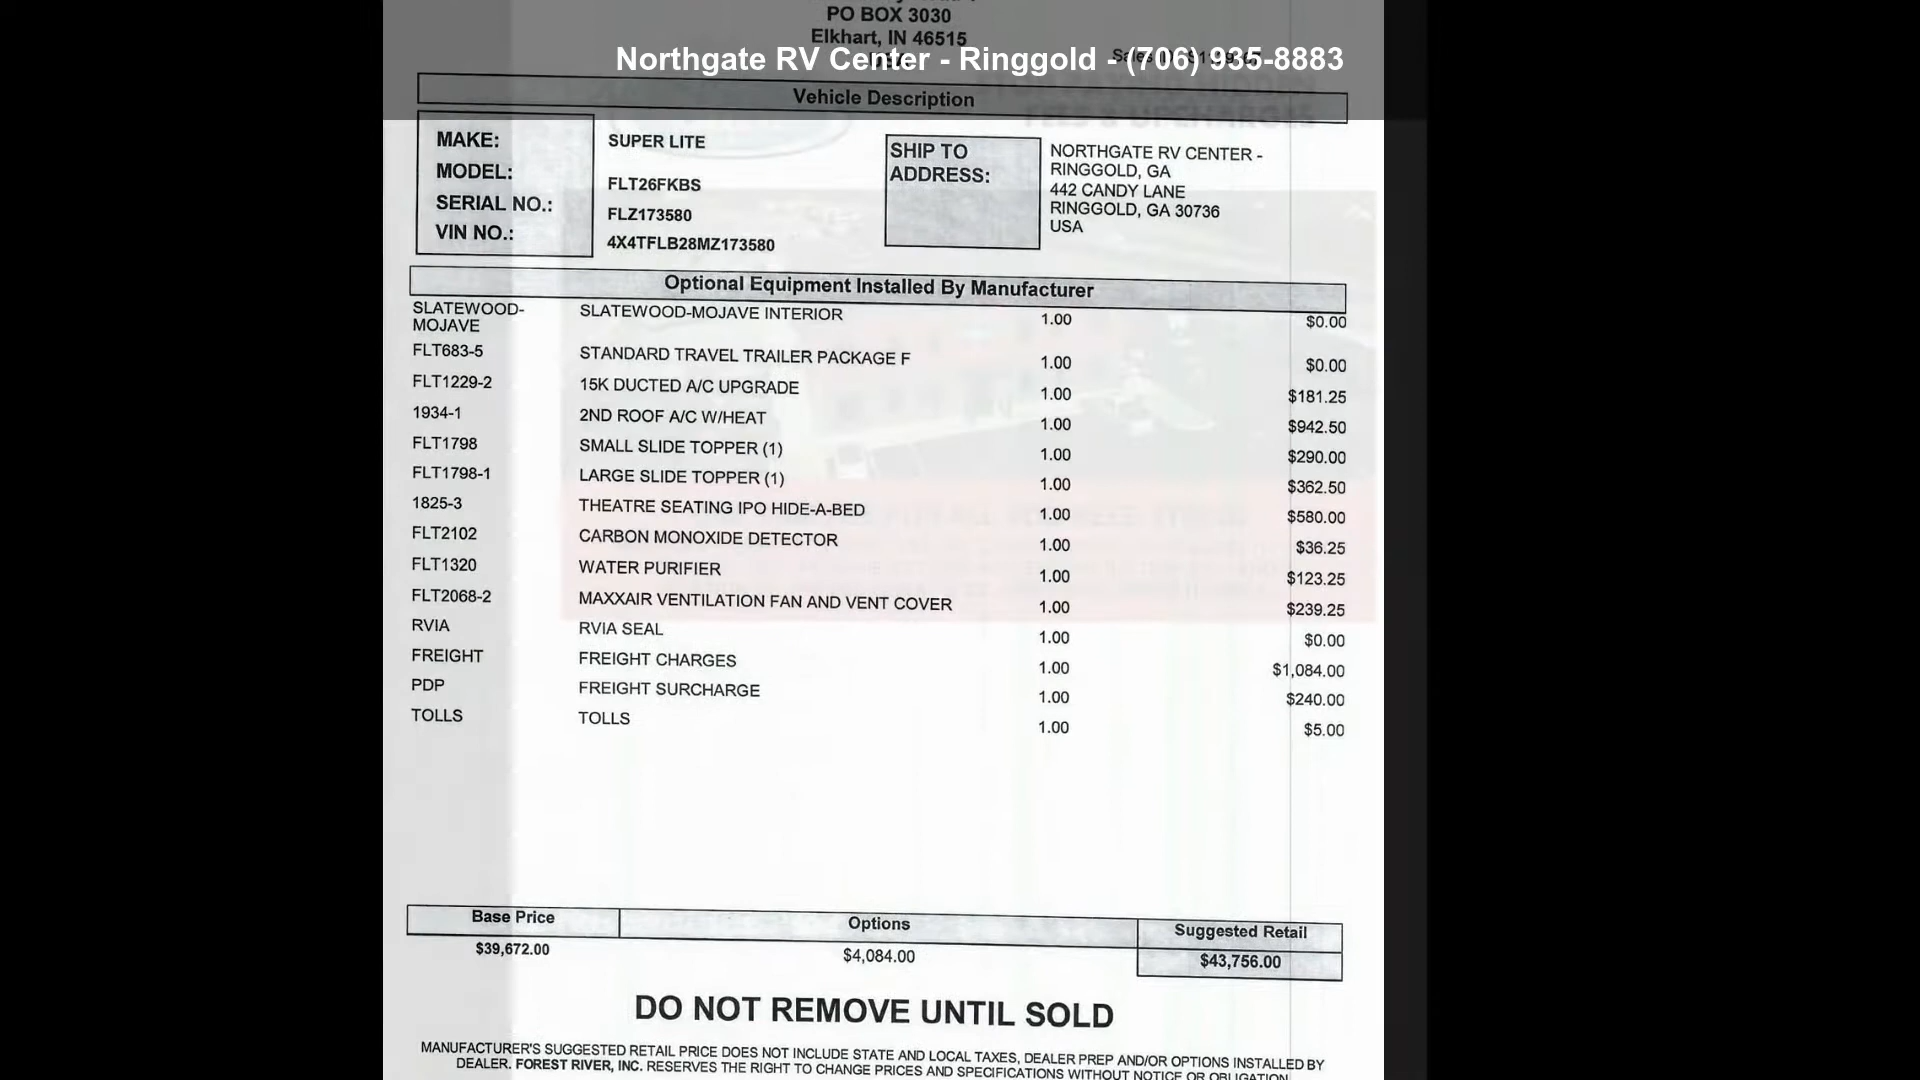 PO BOX 3030
Elkhart, IN 46515
Northgate RV Center - Ringgold - (706) 935-8883
Vehicle Description
MAKE: SUPER LITE
MODEL: FLT26FKBS
SERIAL NO.: FLZ173580
VIN NO.: 4X4TFLB28MZ173580
SHIP TO
ADDRESS:
NORTHGATE RV CENTER -
RINGGOLD, GA
442 CANDY LANE
RINGGOLD, GA 30736
USA
Optional Equipment Installed By Manufacturer
SLATEWOOD-
MOJAVE SLATEWOOD-MOJAVE INTERIOR 1.00 $0.00
FLT683-5 STANDARD TRAVEL TRAILER PACKAGE F 1.00 $0.00
FLT1229-2 15K DUCTED A/C UPGRADE 1.00 $181.25
1934-1 2ND ROOF A/C W/HEAT 1.00 $942.50
FLT1798 SMALL SLIDE TOPPER (1) 1.00 $290.00
FLT1798-1 LARGE SLIDE TOPPER (1) 1.00 $362.50
1825-3 THEATRE SEATING IPO HIDE-A-BED 1.00 $580.00
FLT2102 CARBON MONOXIDE DETECTOR 1.00 $36.25
FLT1320 WATER PURIFIER 1.00 $123.25
FLT2068-2 MAXXAIR VENTILATION FAN AND VENT COVER 1.00 $239.25
RVIA RVIA SEAL 1.00 $0.00
FREIGHT FREIGHT CHARGES 1.00 $1,084.00
PDP FREIGHT SURCHARGE 1.00 $240.00
TOLLS TOLLS 1.00 $5.00
Base Price Options Suggested Retail
$39,672.00 $4,084.00 $43,756.00
DO NOT REMOVE UNTIL SOLD
MANUFACTURER'S SUGGESTED RETAIL PRICE DOES NOT INCLUDE STATE AND LOCAL TAXES, DEALER PREP AND/OR OPTIONS INSTALLED BY
DEALER. FOREST RIVER, INC. RESERVES THE RIGHT TO CHANGE PRICES AND SPECIFICATIONS WITHOUT NOTICE OR OBLIGATION